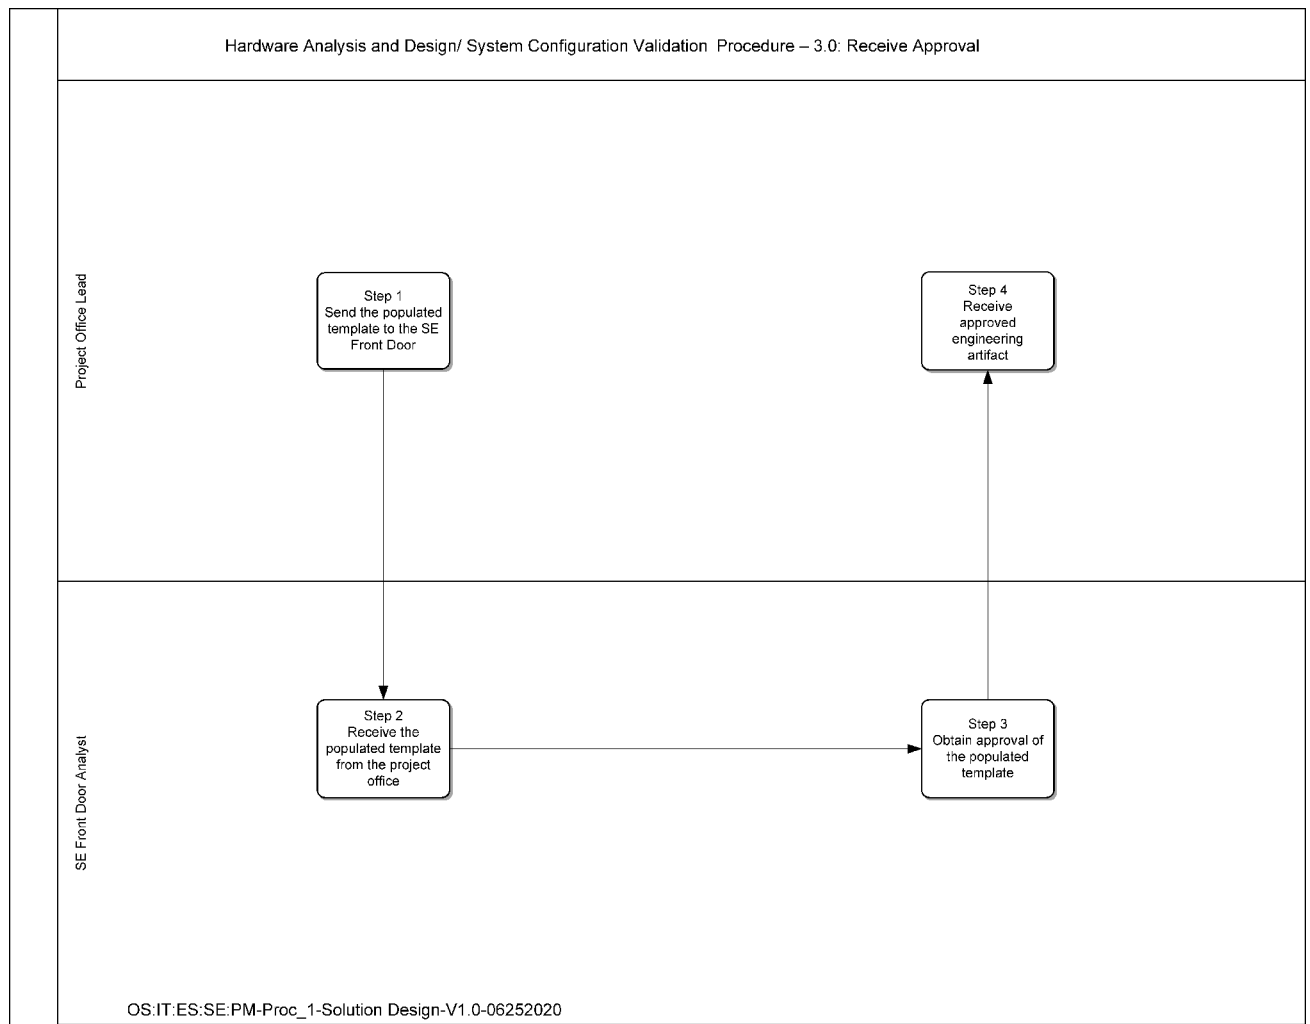 Hardware Analysis and Design/ System Configuration Validation  Procedure – 3.0: Receive Approval
Project Office Lead
Step 1
Send the populated
template to the SE
Front Door
Step 4
Receive
approved
engineering
artifact
SE Front Door Analyst
Step 2
Receive the
populated template
from the project
office
Step 3
Obtain approval of
the populated
template
OS:IT:ES:SE:PM-Proc_1-Solution Design-V1.0-06252020